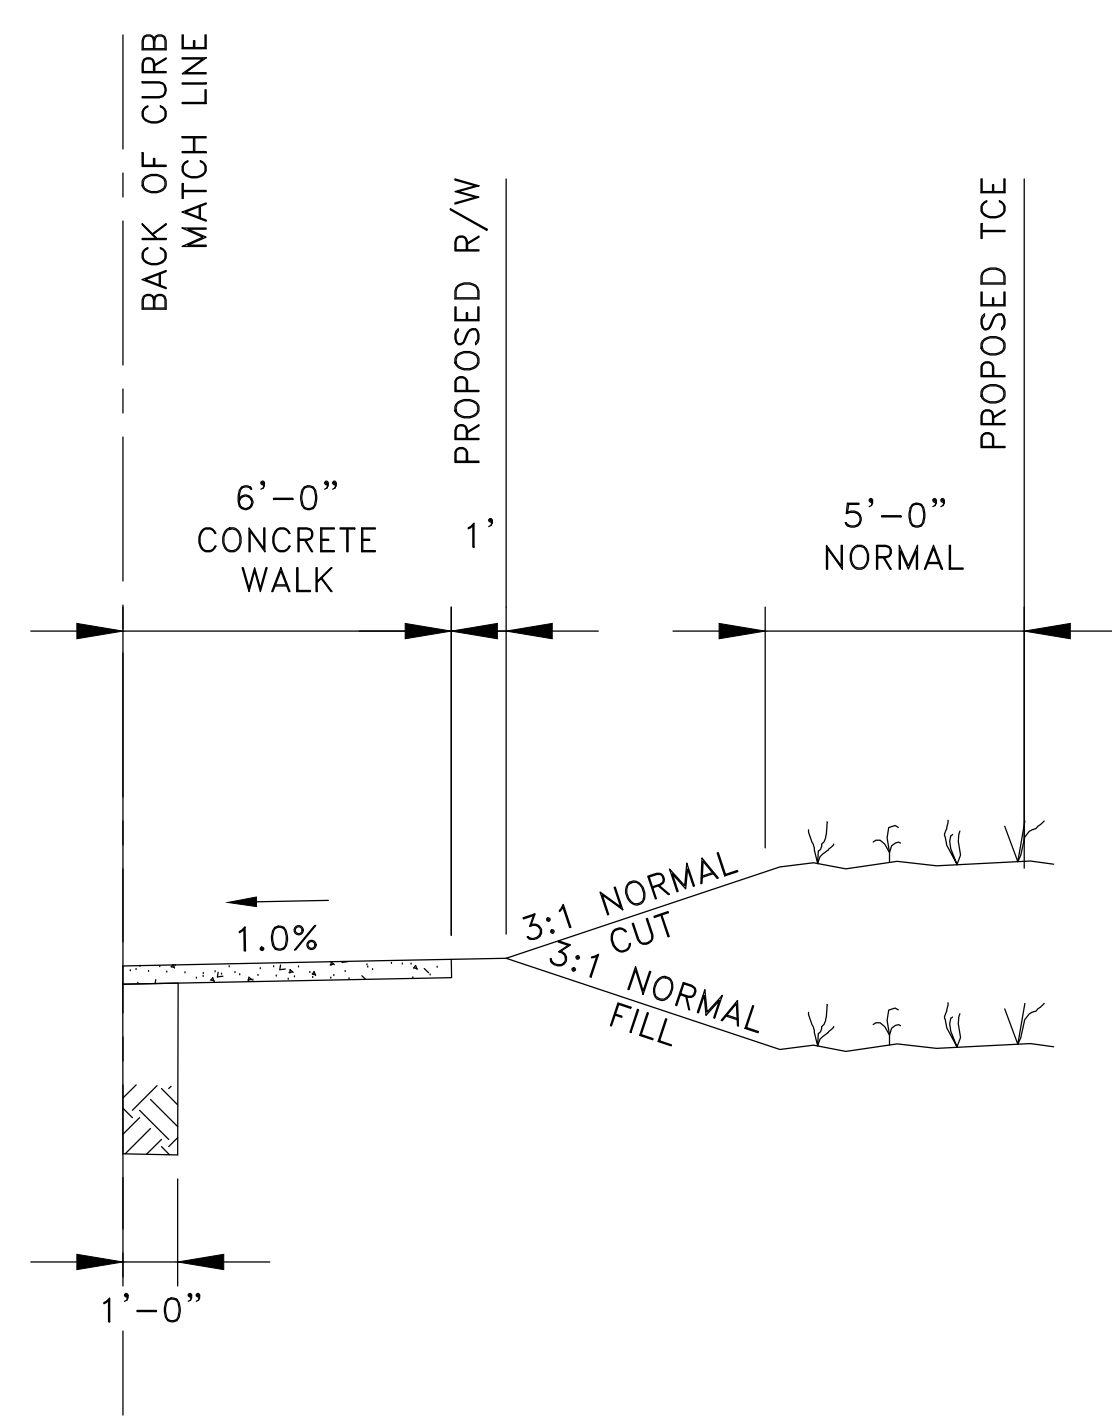 BACK OF CURB
MATCH LINE
PROPOSED R/W
PROPOSED TCE
6'-0"
CONCRETE
WALK
1'
5'-0"
NORMAL
1.0%
3:1 NORMAL
CUT
3:1 NORMAL
FILL
1'-0"